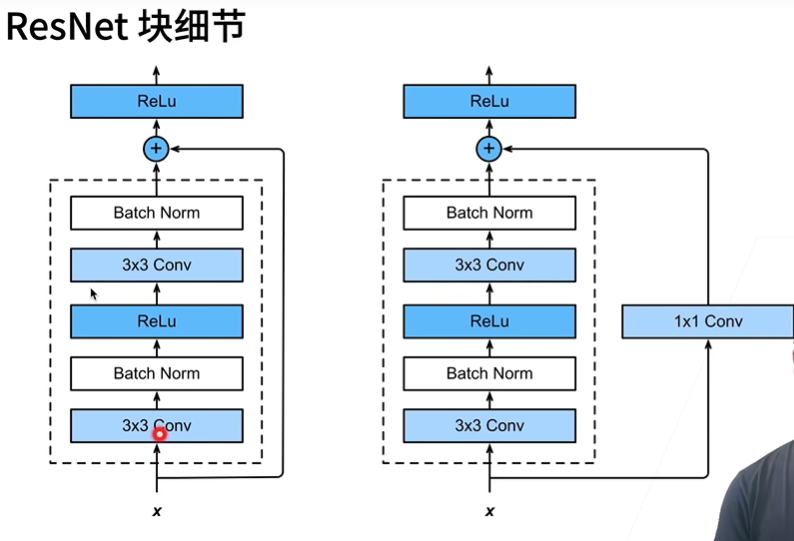 ResNet 块细节
ReLu
+
Batch Norm
3x3 Conv
ReLu
Batch Norm
3x3 Conv
x
ReLu
+
Batch Norm
3x3 Conv
ReLu
Batch Norm
3x3 Conv
x
1x1 Conv